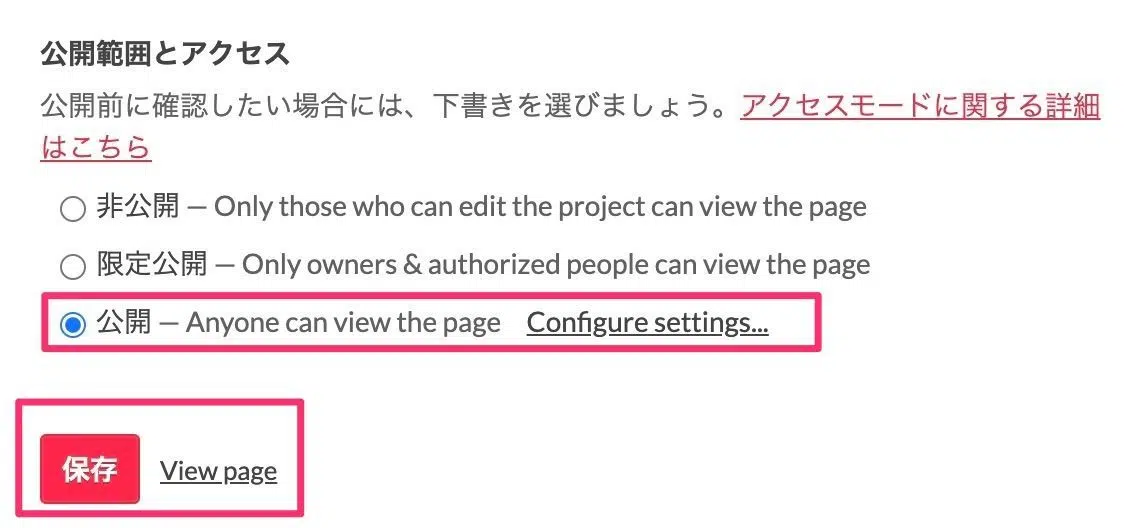 公開範囲とアクセス
公開前に確認したい場合には、下書きを選びましょう。アクセスモードに関する詳細
はこちら
非公開 — Only those who can edit the project can view the page
限定公開 — Only owners & authorized people can view the page
公開 — Anyone can view the page Configure settings...
保存 View page